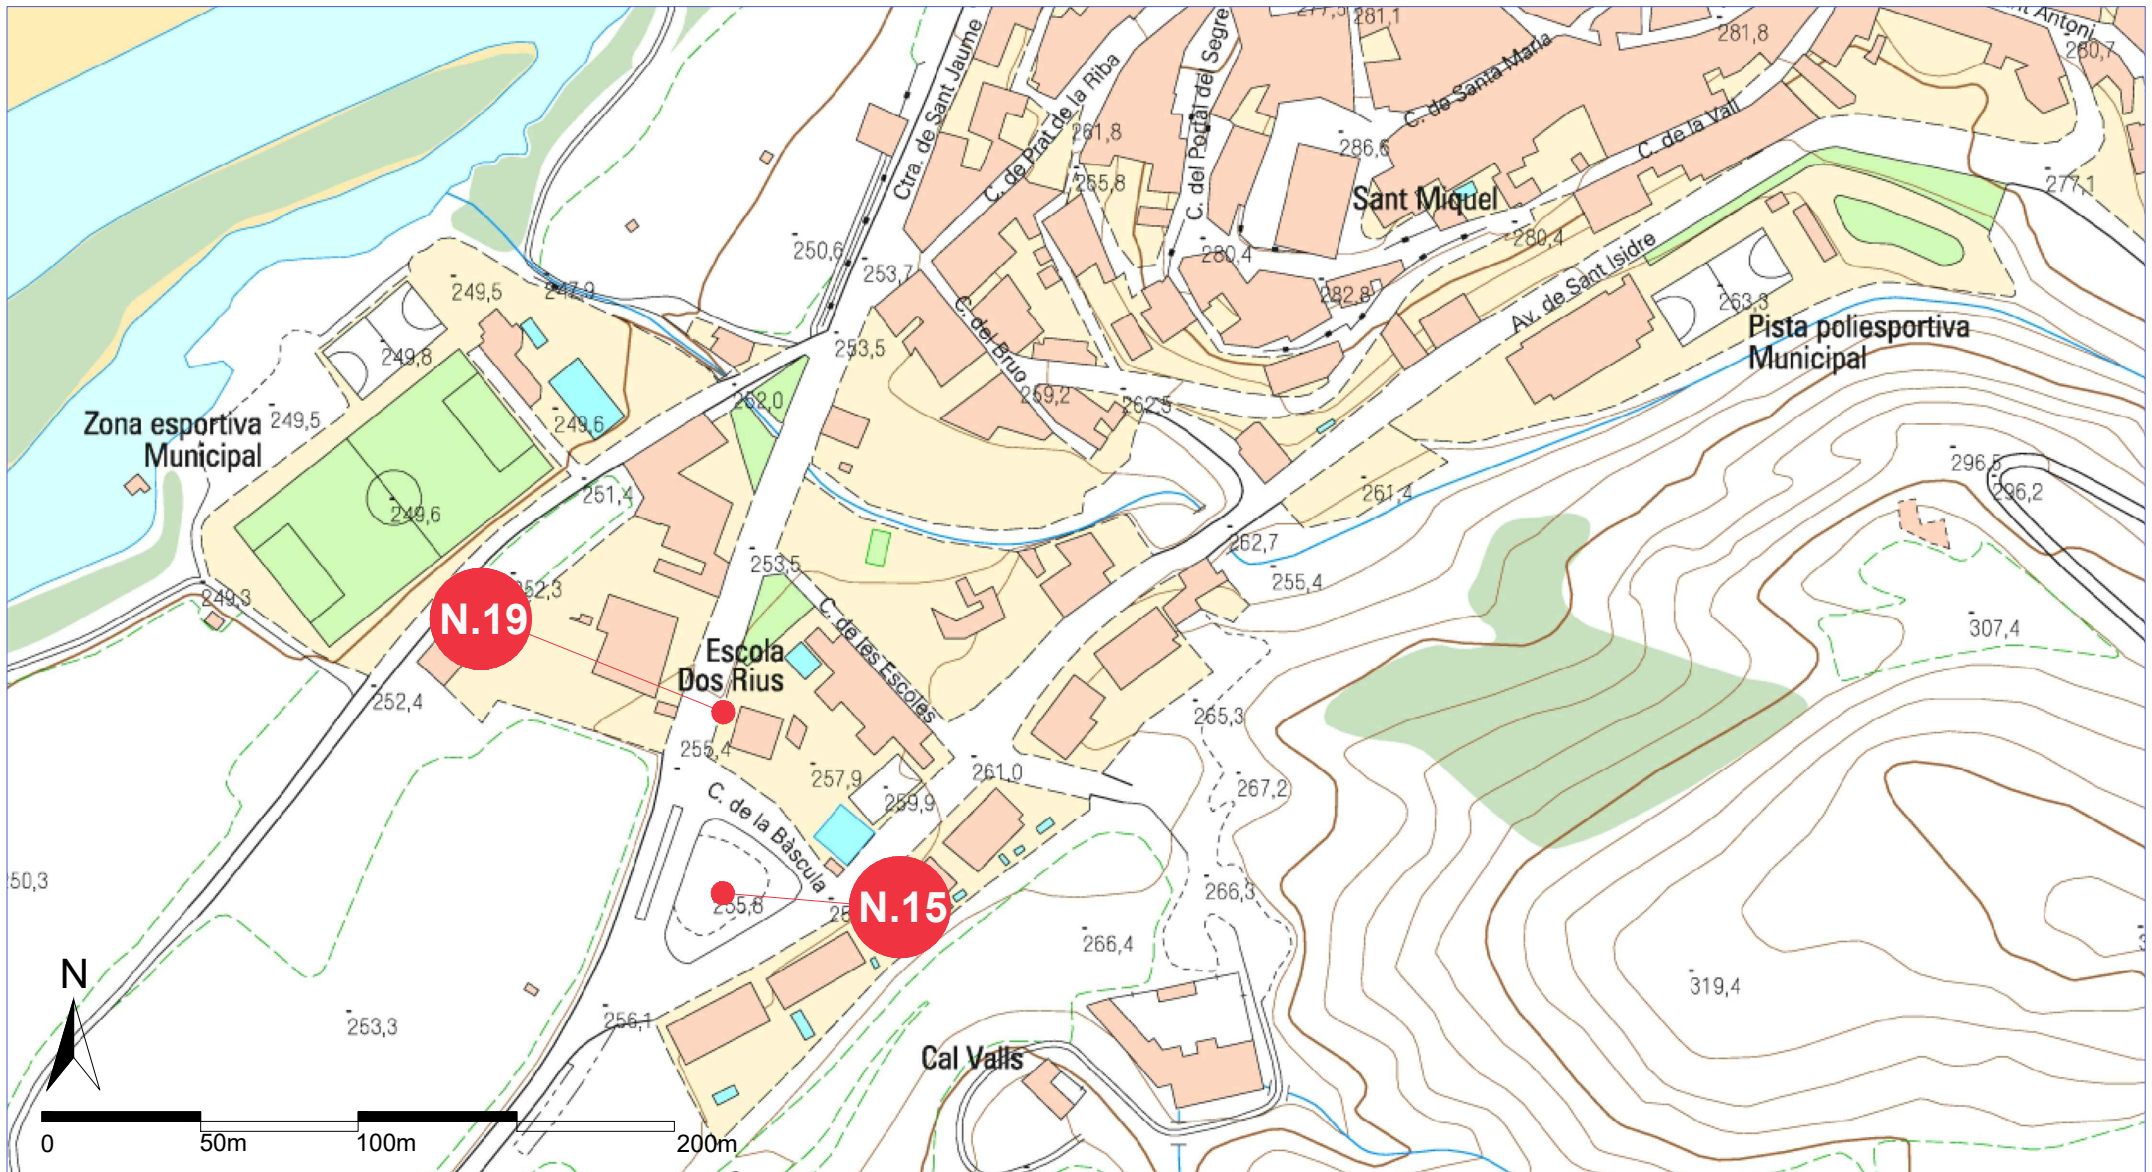 281,1
281,8
nt Antoni
280,7
Ctra. de Sant Jaume
C. de Prat de la Riba
C. del Portal del Segre
C. de Santa Maria
C. de la Vall
261,8
286,6
265,8
277,1
Sant Miquel
250,6
253,7
280,4
280,4
Av. de Sant Isidre
249,5
247,9
282,8
263,3
Pista poliesportiva
Municipal
C. del Bruc
249,8
253,5
259,2
262,5
252,0
Zona esportiva
Municipal
249,5
249,6
296,5
296,2
251,4
261,4
249,6
262,7
253,5
255,4
249,3
252,3
N.19
C. de les Escoles
307,4
Escola
Dos Rius
252,4
265,3
255,4
257,9
261,0
267,2
259,9
C. de la Bàscula
50,3
266,3
255,8
N.15
266,4
N
319,4
253,3
256,1
Cal Valls
0
50m
100m
200m